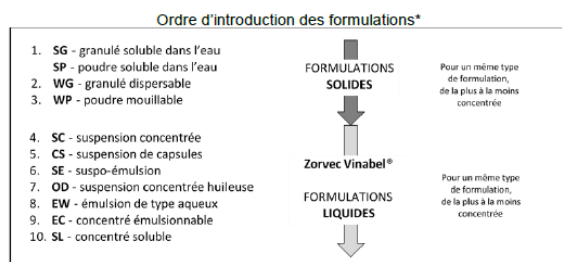 Ordre d'introduction des formulations*
1. SG - granulé soluble dans l'eau
SP - poudre soluble dans l'eau
2. WG - granulé dispersable
3. WP - poudre mouillable
FORMULATIONS
SOLIDES
Pour un même type
de formulation,
de la plus à la moins
concentrée
4. SC - suspension concentrée
5. CS - suspension de capsules
6. SE - suspo-émulsion
7. OD - suspension concentrée huileuse
8. EW - émulsion de type aqueux
9. EC - concentré émulsionnable
10. SL - concentré soluble
Zorvec Vinabel®
FORMULATIONS
LIQUIDES
Pour un même type
de formulation,
de la plus à la moins
concentrée